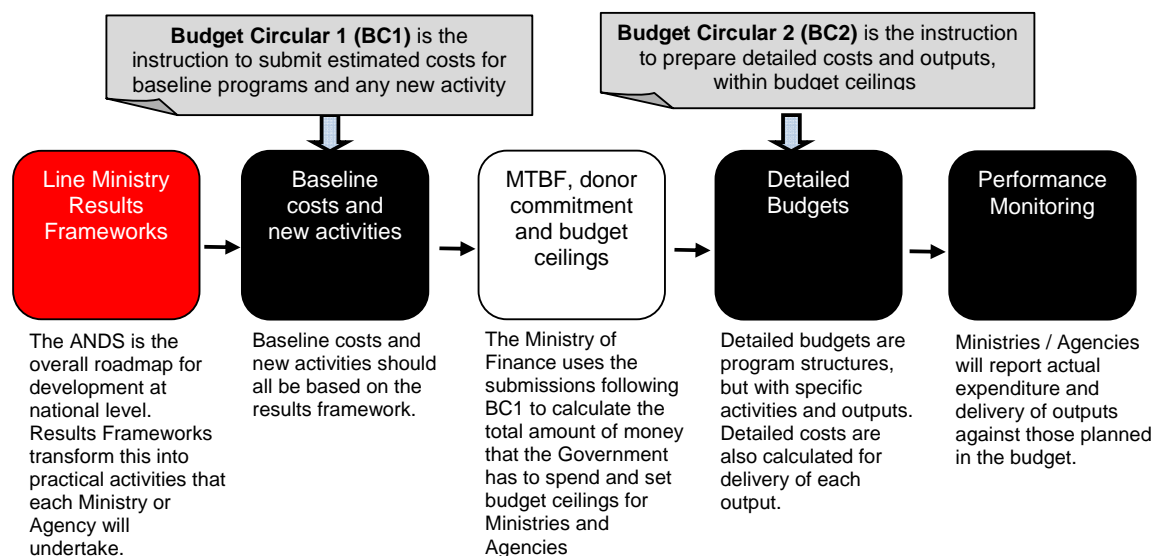 Budget Circular 1 (BC1) is the
instruction to submit estimated costs for
baseline programs and any new activity
Budget Circular 2 (BC2) is the instruction
to prepare detailed costs and outputs,
within budget ceilings
Line Ministry
Results
Frameworks
Baseline
costs and
new activities
MTBF, donor
commitment
and budget
ceilings
Detailed
Budgets
Performance
Monitoring
The ANDS is the
overall roadmap for
development at
national level.
Results Frameworks
transform this into
practical activities that
each Ministry or
Agency will
undertake.
Baseline costs and
new activities should
all be based on the
results framework.
The Ministry of
Finance uses the
submissions following
BC1 to calculate the
total amount of money
that the Government
has to spend and set
budget ceilings for
Ministries and
Agencies
Detailed budgets are
program structures,
but with specific
activities and outputs.
Detailed costs are
also calculated for
delivery of each
output.
Ministries / Agencies
will report actual
expenditure and
delivery of outputs
against those planned
in the budget.